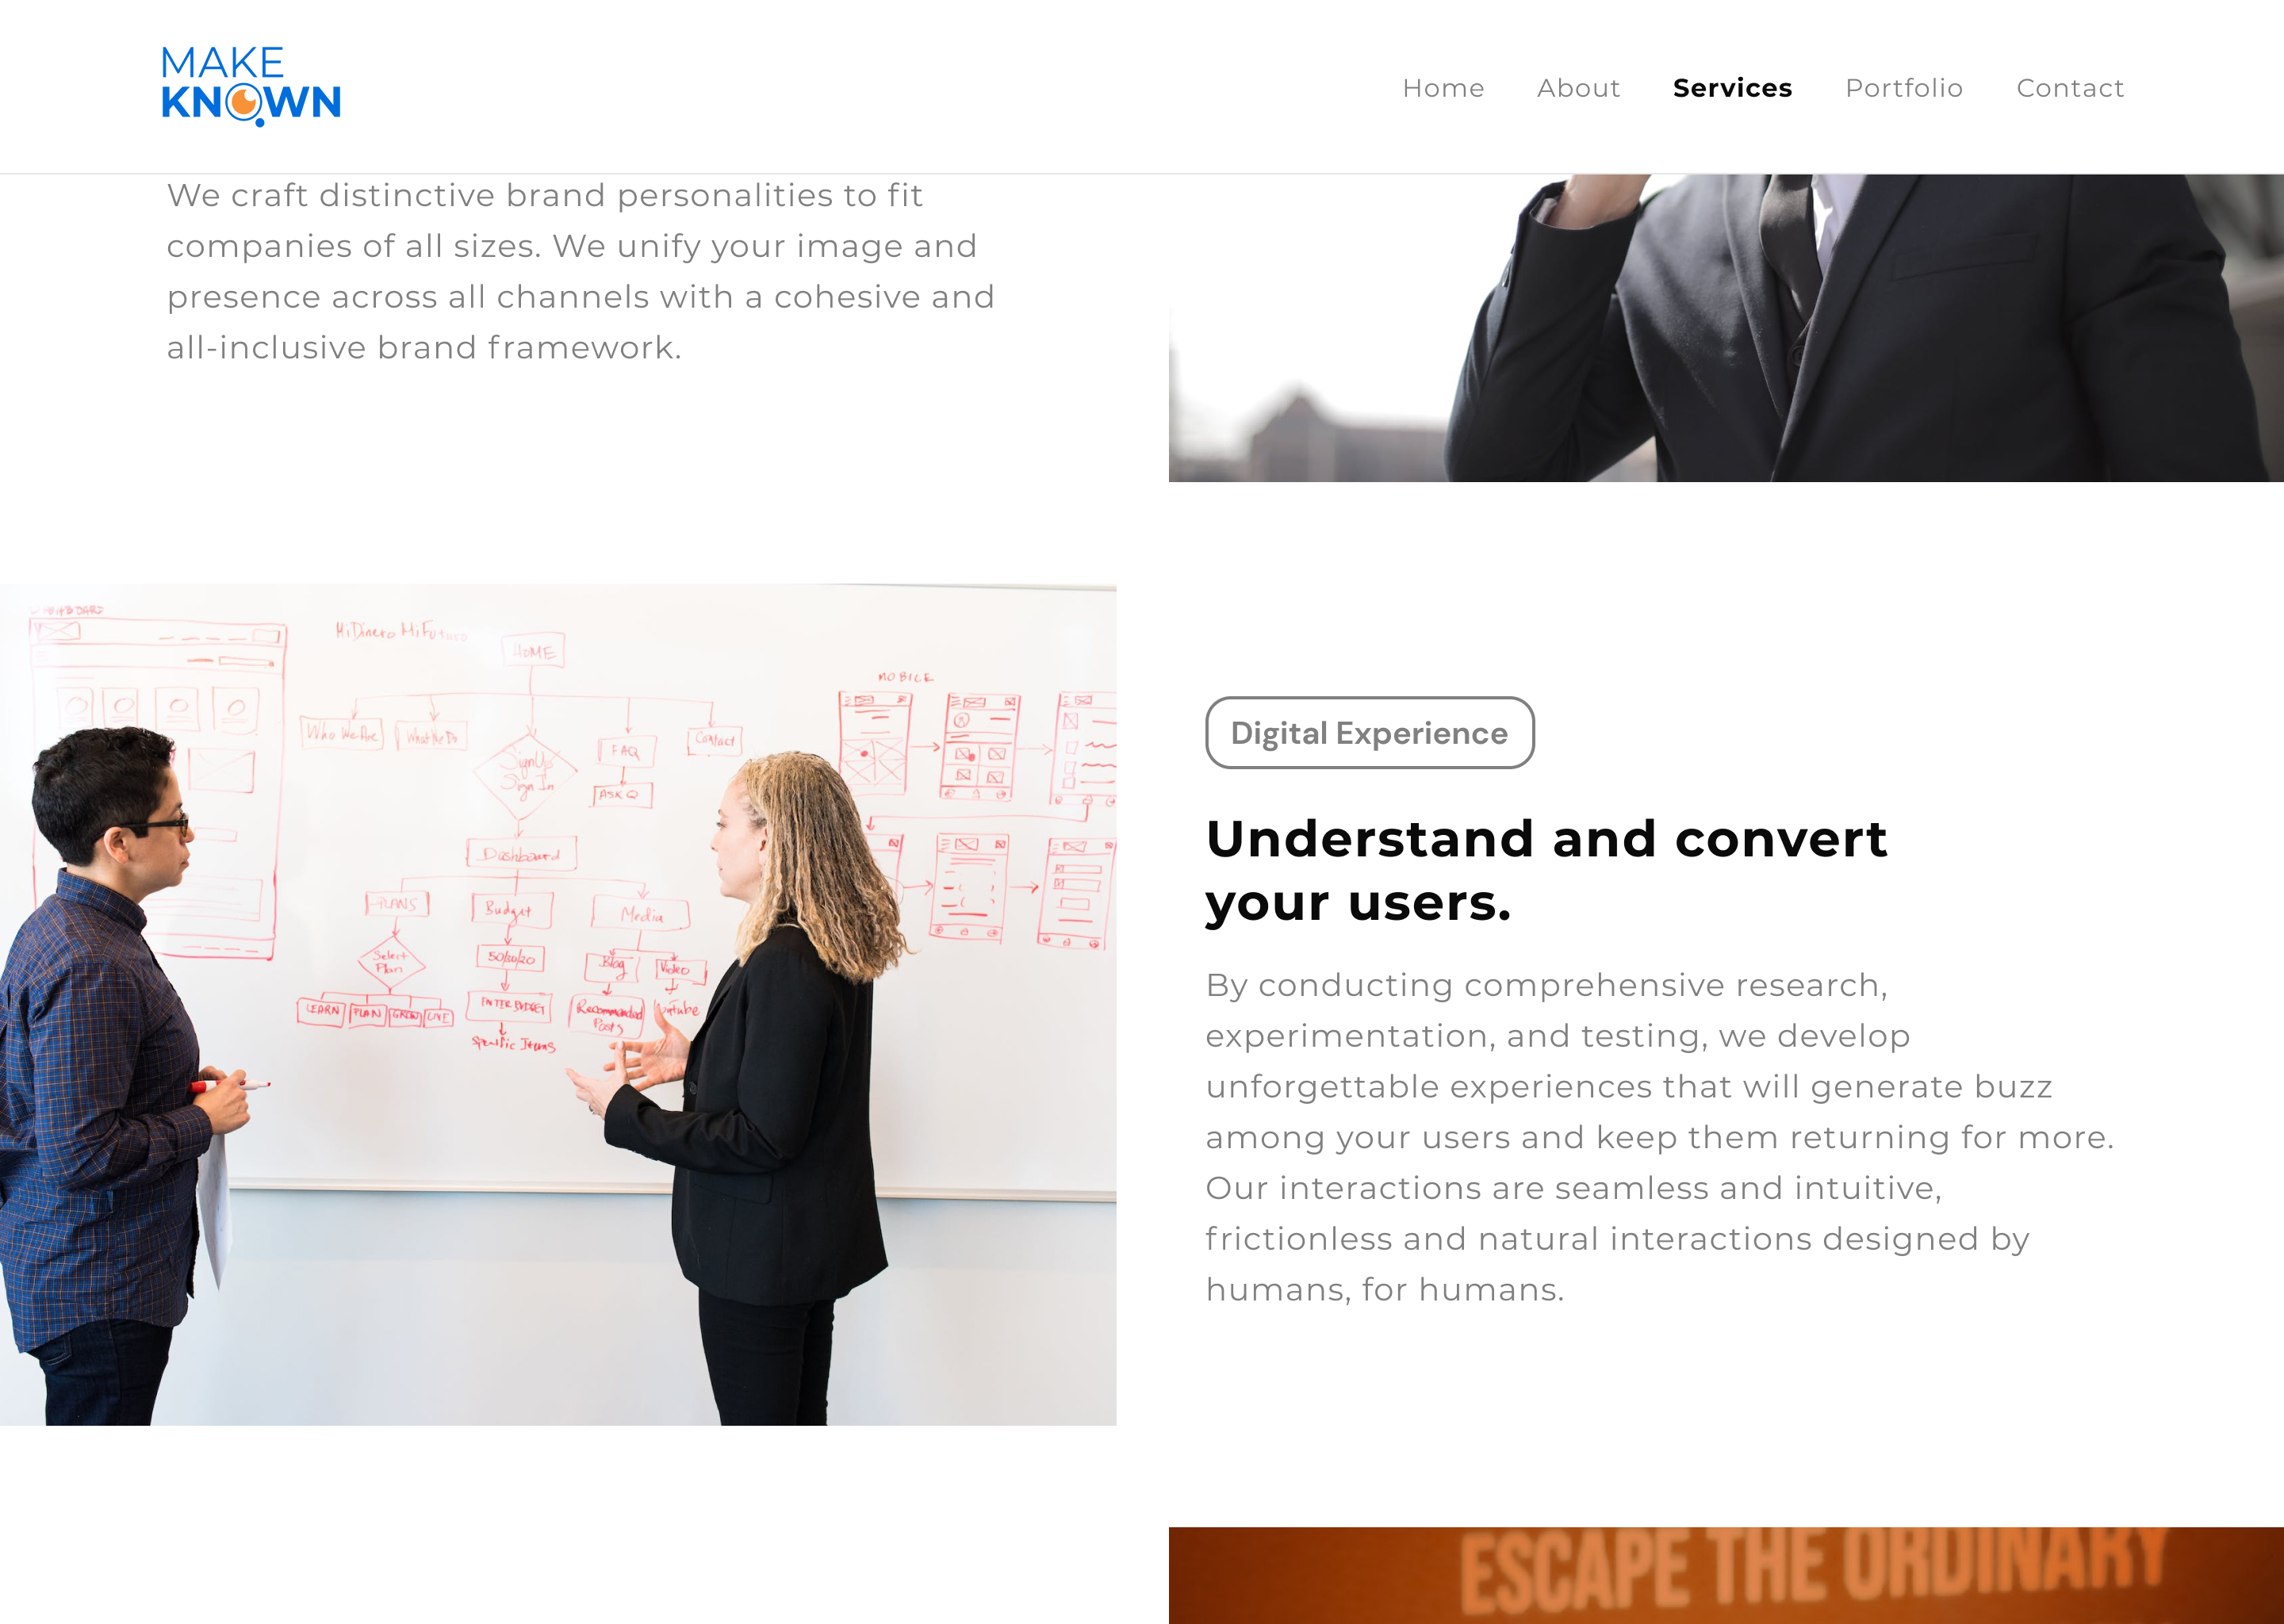 MAKE
KNOWN
Home About Services Portfolio Contact
We craft distinctive brand personalities to fit
companies of all sizes. We unify your image and
presence across all channels with a cohesive and
all-inclusive brand framework.
HiDinero MiFuturo
HOME
MOBILE
Who We Are
What We Do
Sign Up
Sign In
FAQ
Contact
ASK Q
Dashboard
PLANS
Budget
Media
Select
Plan
50/30/20
Blog
Video
LEARN
PLAN
GROW
LIVE
ENTER BUDGET
Recommended
Posts
Specific Items
Digital Experience
Understand and convert
your users.
By conducting comprehensive research,
experimentation, and testing, we develop
unforgettable experiences that will generate buzz
among your users and keep them returning for more.
Our interactions are seamless and intuitive,
frictionless and natural interactions designed by
humans, for humans.
ESCAPE THE ORDINARY